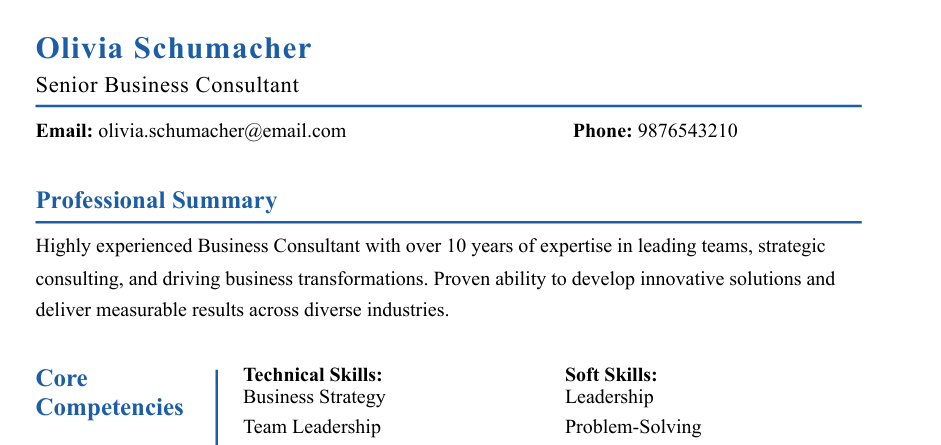 Olivia Schumacher
Senior Business Consultant
Email: olivia.schumacher@email.com
Phone: 9876543210
Professional Summary
Highly experienced Business Consultant with over 10 years of expertise in leading teams, strategic
consulting, and driving business transformations. Proven ability to develop innovative solutions and
deliver measurable results across diverse industries.
Core
Competencies
Technical Skills:
Business Strategy
Team Leadership
Soft Skills:
Leadership
Problem-Solving